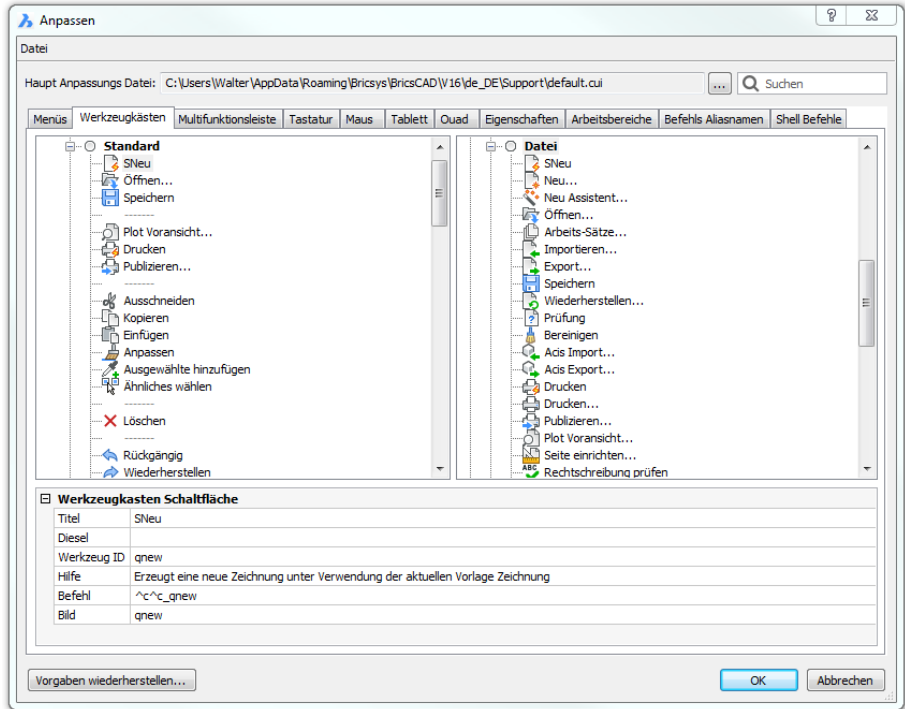 Anpassen
Datei
Haupt Anpassungs Datei: C:\Users\Walter\AppData\Roaming\Bricsys\BricsCAD\V16\de_DE\Support\default.cui ... Suchen
Menüs Werkzeugkästen Multifunktionsleiste Tastatur Maus Tablett Quad Eigenschaften Arbeitsbereiche Befehls Aliasnamen Shell Befehle
Standard
SNeu
Öffnen...
Speichern
-------
Plot Voransicht...
Drucken
Publizieren...
-------
Ausschneiden
Kopieren
Einfügen
Anpassen
Ausgewählte hinzufügen
Ähnliches wählen
-------
Löschen
-------
Rückgängig
Wiederherstellen
Datei
SNeu
Neu...
Neu Assistent...
Öffnen...
Arbeits-Sätze...
Importieren...
Export...
Speichern
Wiederherstellen...
Prüfung
Bereinigen
Acis Import...
Acis Export...
Drucken
Drucken...
Publizieren...
Plot Voransicht...
Seite einrichten...
ABC Rechtschreibung prüfen
Werkzeugkasten Schaltfläche
Titel SNeu
Diesel
Werkzeug ID qnew
Hilfe Erzeugt eine neue Zeichnung unter Verwendung der aktuellen Vorlage Zeichnung
Befehl ^c^c_qnew
Bild qnew
Vorgaben wiederherstellen... OK Abbrechen